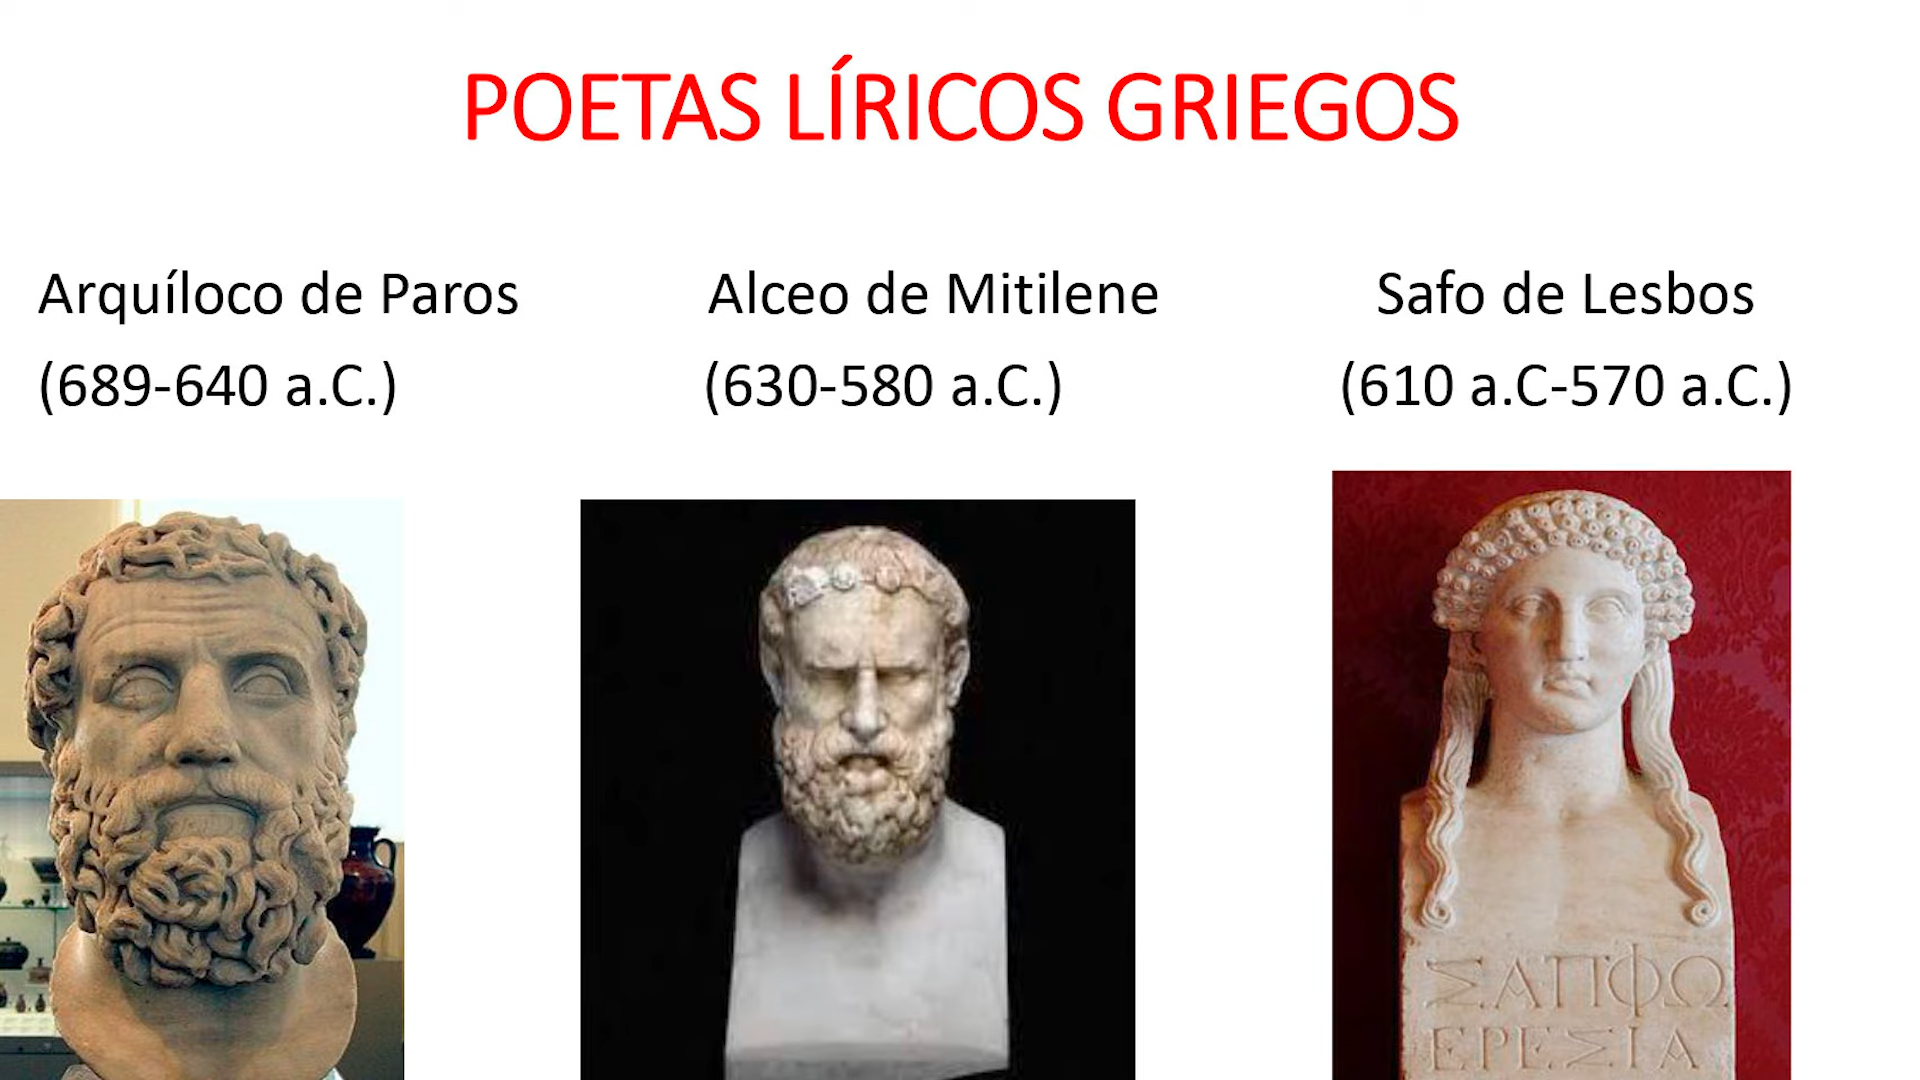 POETAS LÍRICOS GRIEGOS
Arquíloco de Paros
(689-640 a.C.)
Alceo de Mitilene
(630-580 a.C.)
Safo de Lesbos
(610 a.C-570 a.C.)
ΣΑΠΦΩ
ΕΡΕΣΙΑ